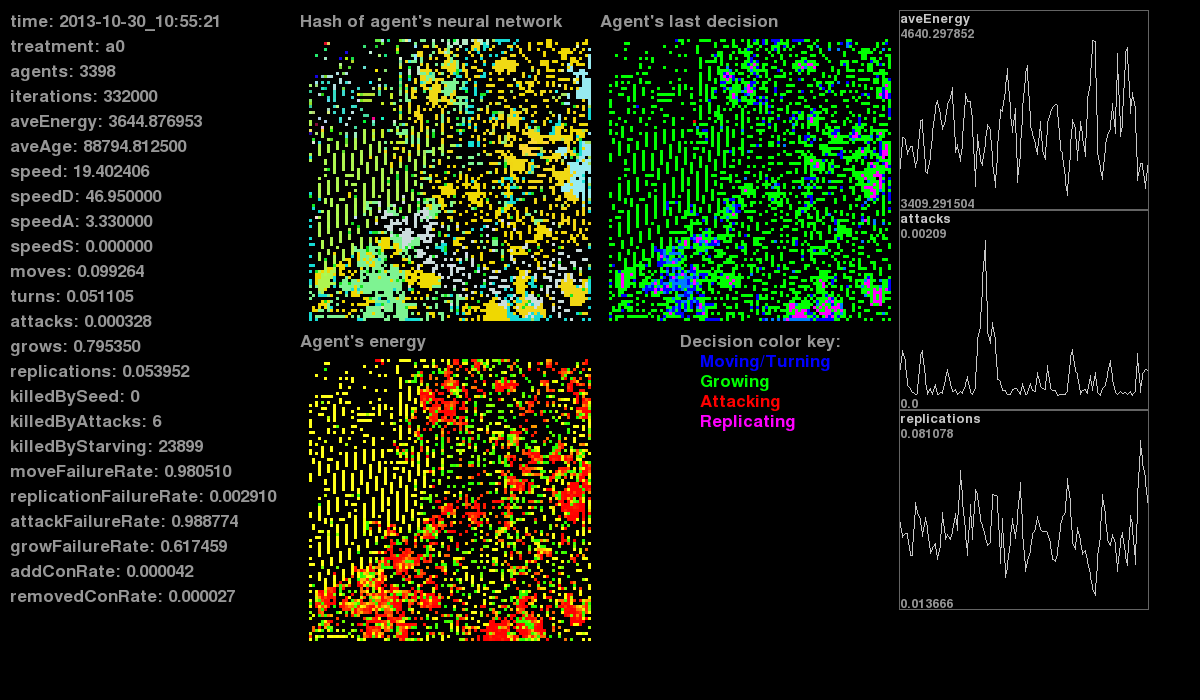 time: 2013-10-30_10:55:21
treatment: a0
agents: 3398
iterations: 332000
aveEnergy: 3644.876953
aveAge: 88794.812500
speed: 19.402406
speedD: 46.950000
speedA: 3.330000
speedS: 0.000000
moves: 0.099264
turns: 0.051105
attacks: 0.000328
grows: 0.795350
replications: 0.053952
killedBySeed: 0
killedByAttacks: 6
killedByStarving: 23899
moveFailureRate: 0.980510
replicationFailureRate: 0.002910
attackFailureRate: 0.988774
growFailureRate: 0.617459
addConRate: 0.000042
removedConRate: 0.000027
Hash of agent's neural network
Agent's last decision
Agent's energy
Decision color key:
Moving/Turning
Growing
Attacking
Replicating
aveEnergy
4640.297852
3409.291504
attacks
0.00209
0.0
replications
0.081078
0.013666